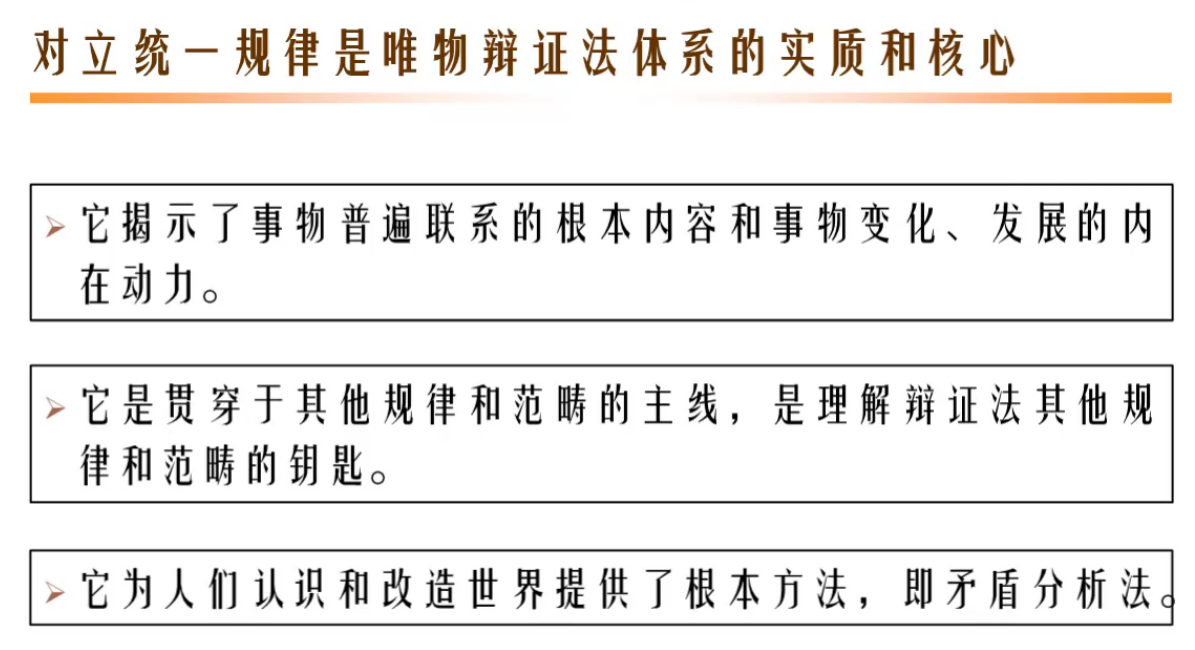 对立统一规律是唯物辩证法体系的实质和核心
它揭示了事物普遍联系的根本内容和事物变化、发展的内
在动力。
它是贯穿于其他规律和范畴的主线，是理解辩证法其他规
律和范畴的钥匙。
它为人们认识和改造世界提供了根本方法，即矛盾分析法。